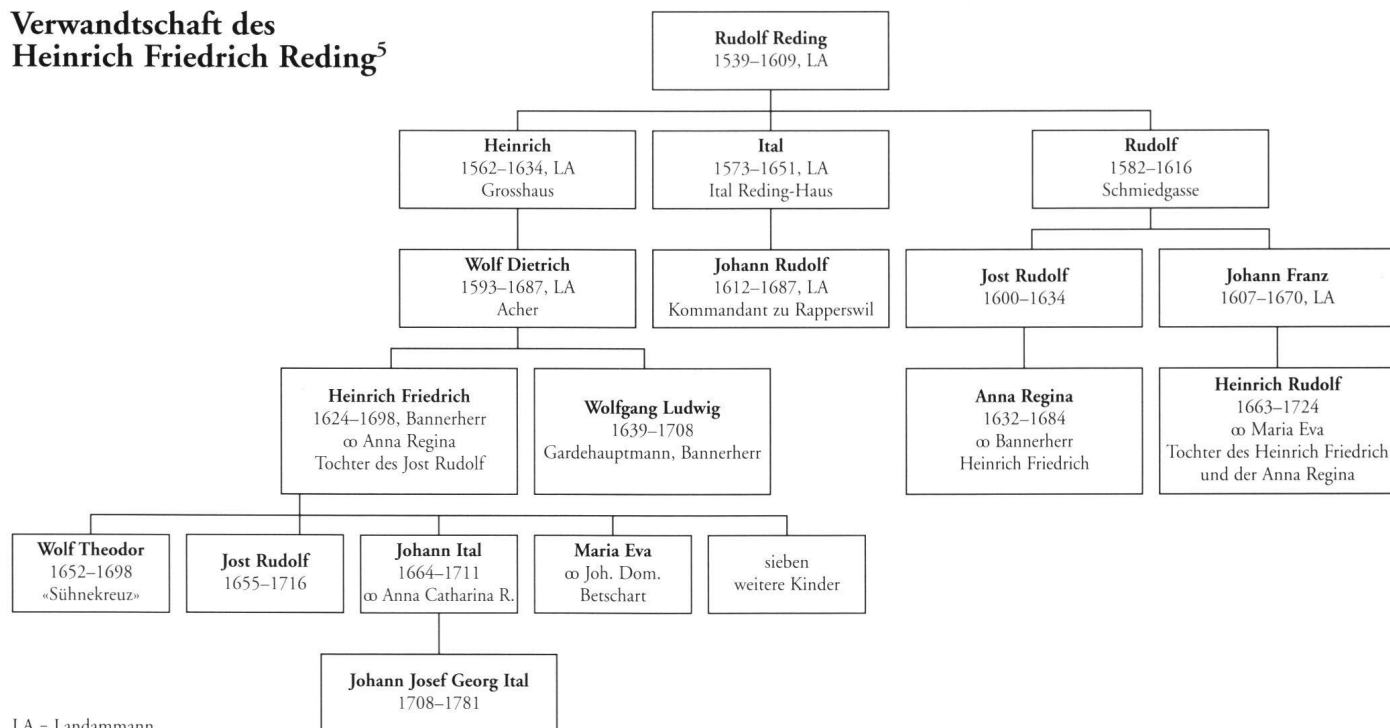 Verwandtschaft des
Heinrich Friedrich Reding⁵
Rudolf Reding
1539–1609, LA
Heinrich
1562–1634, LA
Grosshaus
Ital
1573–1651, LA
Ital Reding-Haus
Rudolf
1582–1616
Schmiedgasse
Wolf Dietrich
1593–1687, LA
Acher
Johann Rudolf
1612–1687, LA
Kommandant zu Rapperswil
Jost Rudolf
1600–1634
Johann Franz
1607–1670, LA
Heinrich Friedrich
1624–1698, Bannerherr
∞ Anna Regina
Tochter des Jost Rudolf
Wolfgang Ludwig
1639–1708
Gardehauptmann, Bannerherr
Anna Regina
1632–1684
∞ Bannerherr
Heinrich Friedrich
Heinrich Rudolf
1663–1724
∞ Maria Eva
Tochter des Heinrich Friedrich
und der Anna Regina
Wolf Theodor
1652–1698
«Sühnekreuz»
Jost Rudolf
1655–1716
Johann Ital
1664–1711
∞ Anna Catharina R.
Maria Eva
∞ Joh. Dom.
Betschart
sieben
weitere Kinder
Johann Josef Georg Ital
1708–1781
LA = Landammann